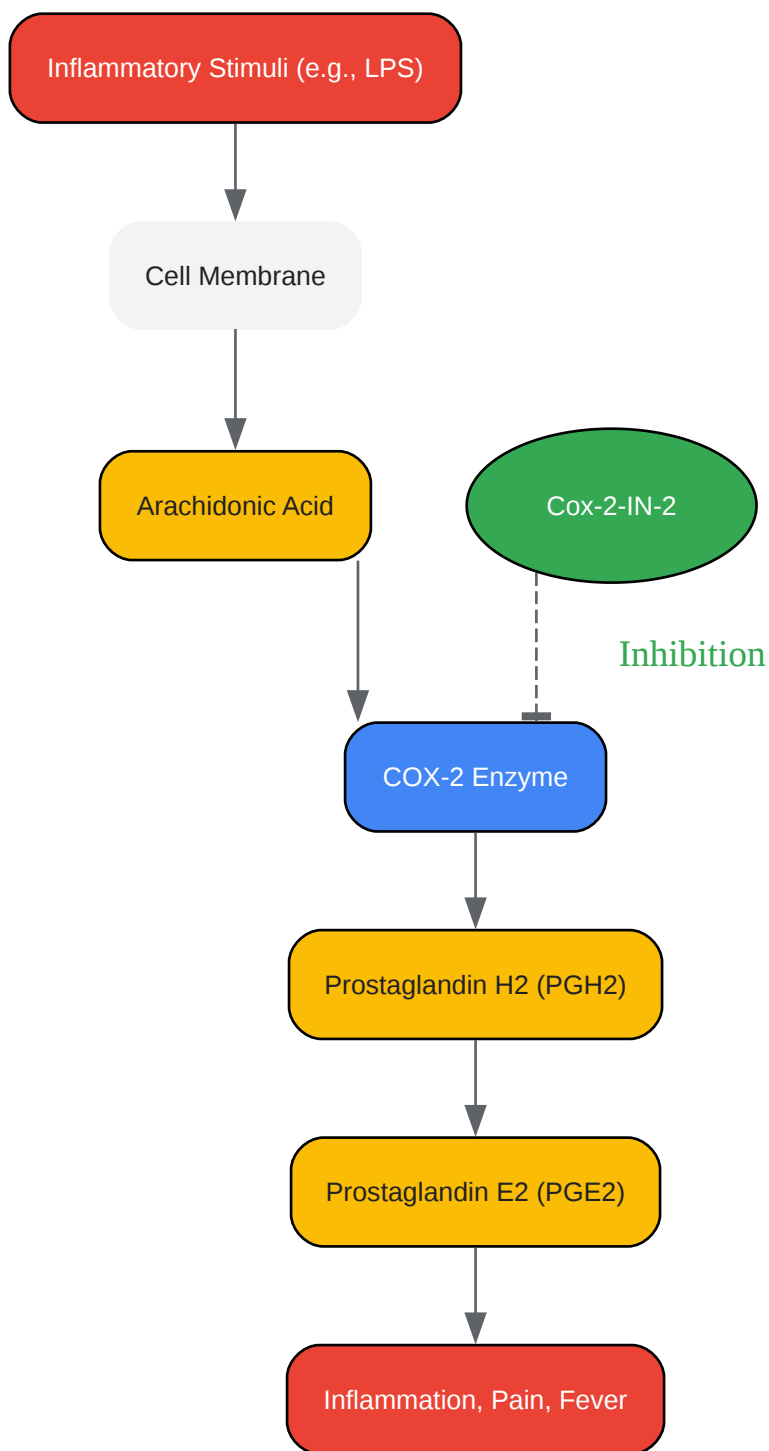 Inflammatory Stimuli (e.g., LPS)
Cell Membrane
Arachidonic Acid
Cox-2-IN-2
Inhibition
COX-2 Enzyme
Prostaglandin H2 (PGH2)
Prostaglandin E2 (PGE2)
Inflammation, Pain, Fever